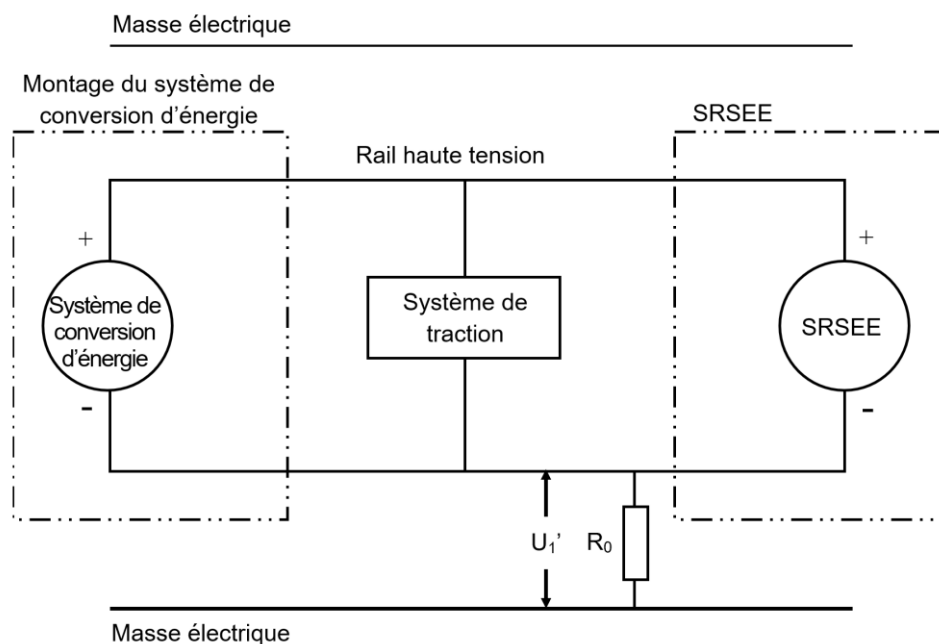 Masse électrique
Montage du système de
conversion d'énergie
SRSEE
Rail haute tension
+
+
Système de
conversion
d'énergie
Système de
traction
SRSEE
-
-
U₁’
R₀
Masse électrique